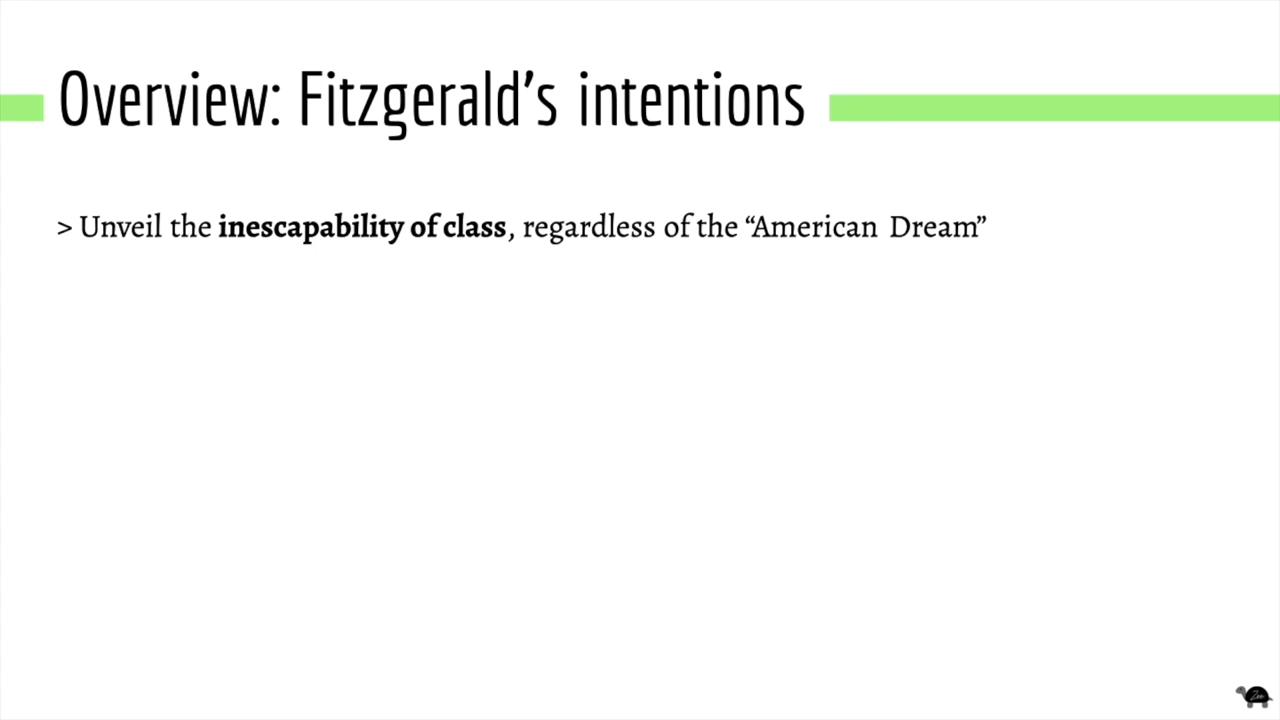 Overview: Fitzgerald’s intentions
> Unveil the inescapability of class, regardless of the “American Dream”